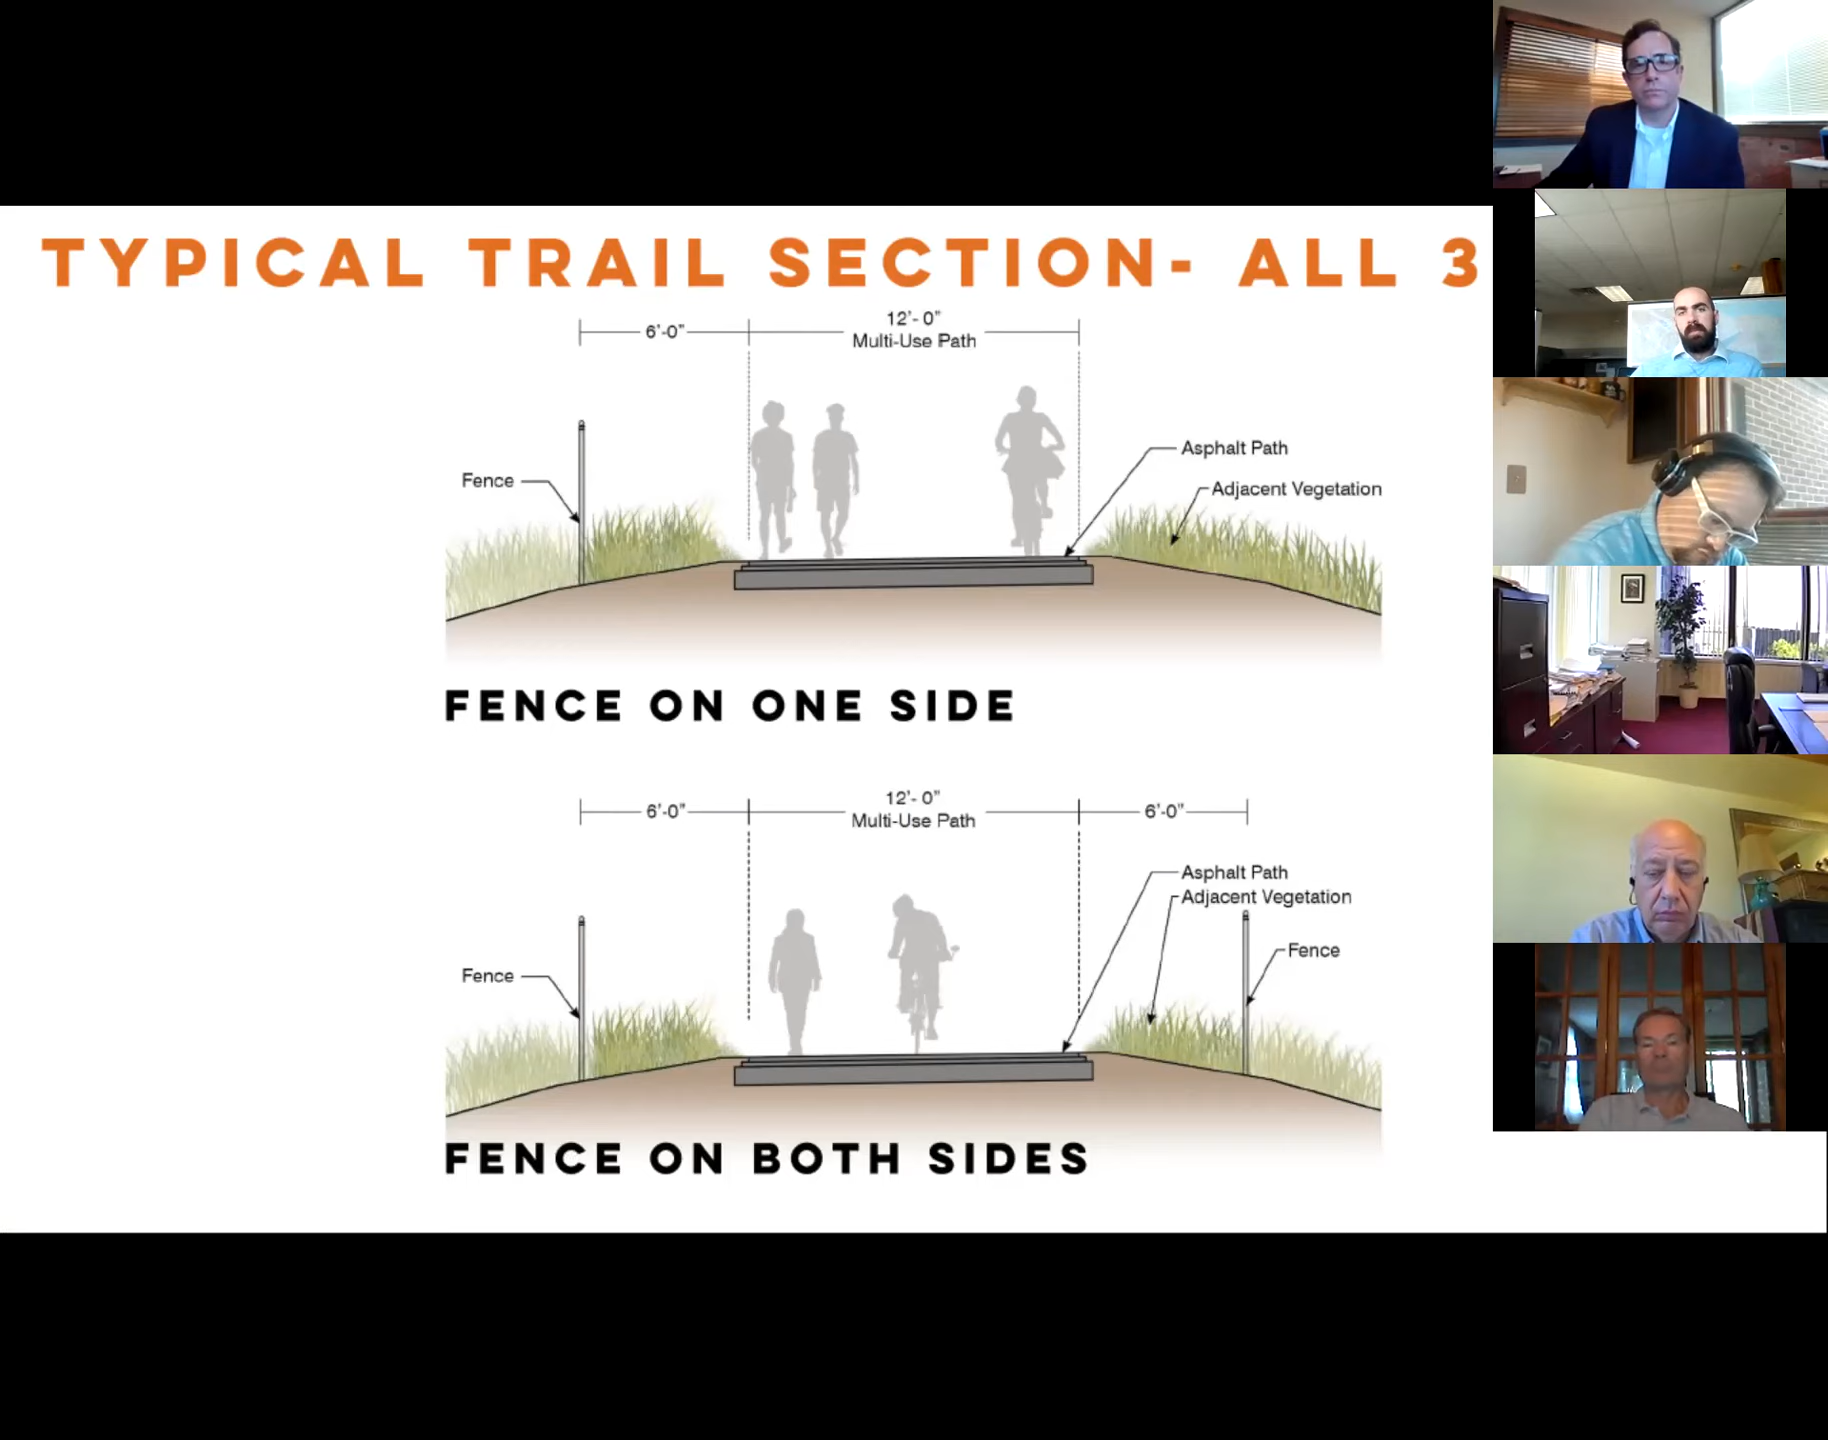 TYPICAL TRAIL SECTION- ALL 3
6'-0"
12'- 0"
Multi-Use Path
Fence
Asphalt Path
Adjacent Vegetation
FENCE ON ONE SIDE
6'-0"
12'- 0"
Multi-Use Path
6'-0"
Asphalt Path
Adjacent Vegetation
Fence
Fence
FENCE ON BOTH SIDES